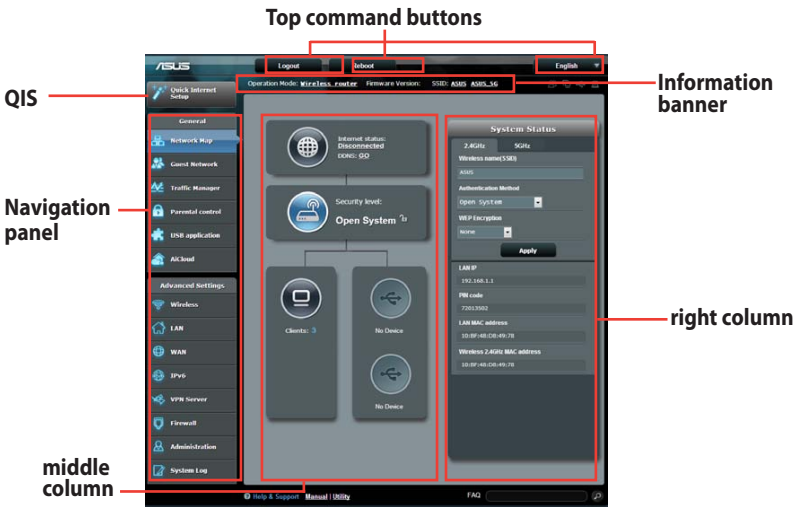 Top command buttons
ASUS
Logout
Reboot
English
QIS
Quick Internet
Setup
Operation Mode: Wireless router Firmware Version: SSID: ASUS ASUS_5G
Information
banner
General
Network Map
Guest Network
Traffic Manager
Parental control
USB application
AiCloud
Navigation
panel
Advanced Settings
Wireless
LAN
WAN
IPv6
VPN Server
Firewall
Administration
System Log
Internet status:
Disconnected
DDNS: GO
Security level:
Open System
Clients: 3
No Device
No Device
System Status
2.4GHz 5GHz
Wireless name(SSID)
ASUS
Authentication Method
Open System
WEP Encryption
None
Apply
LAN IP
192.168.1.1
PIN code
72013502
LAN MAC address
10:BF:48:D8:49:78
Wireless 2.4GHz MAC address
10:BF:48:D8:49:78
right column
middle
column
Help & Support Manual | Utility
FAQ